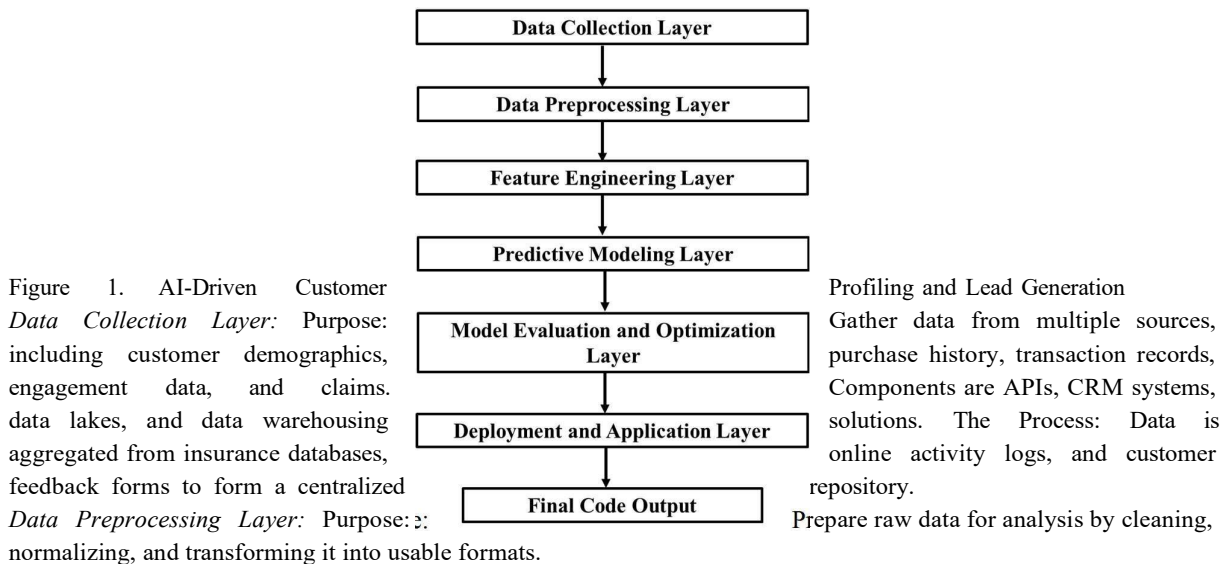 Data Collection Layer
Data Preprocessing Layer
Feature Engineering Layer
Predictive Modeling Layer
Model Evaluation and Optimization
Layer
Deployment and Application Layer
Final Code Output
Figure 1. AI-Driven Customer Profiling and Lead Generation
Data Collection Layer: Purpose: Gather data from multiple sources,
including customer demographics, purchase history, transaction records,
engagement data, and claims. Components are APIs, CRM systems,
data lakes, and data warehousing solutions. The Process: Data is
aggregated from insurance databases, online activity logs, and customer
feedback forms to form a centralized repository.
Data Preprocessing Layer: Purpose: Prepare raw data for analysis by cleaning,
normalizing, and transforming it into usable formats.